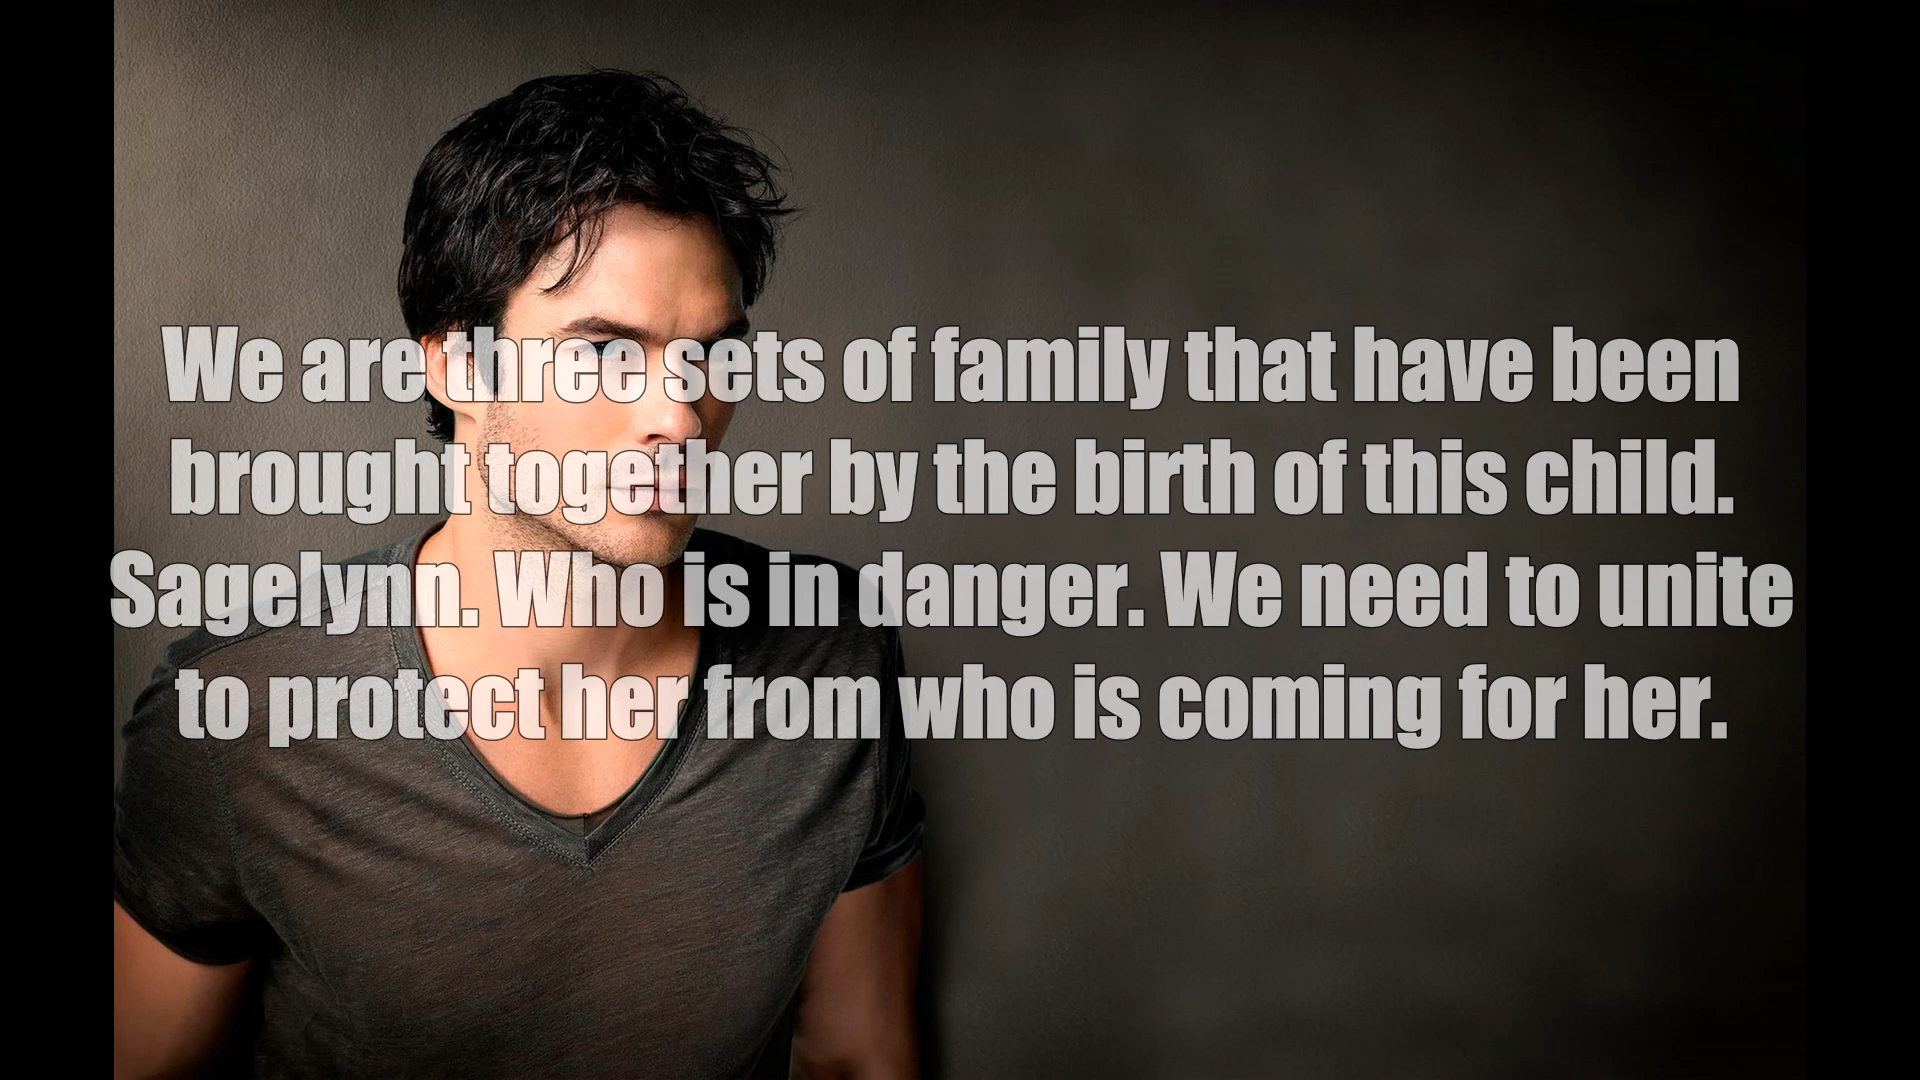 We are three sets of family that have been
brought together by the birth of this child.
Sagelynn. Who is in danger. We need to unite
to protect her from who is coming for her.